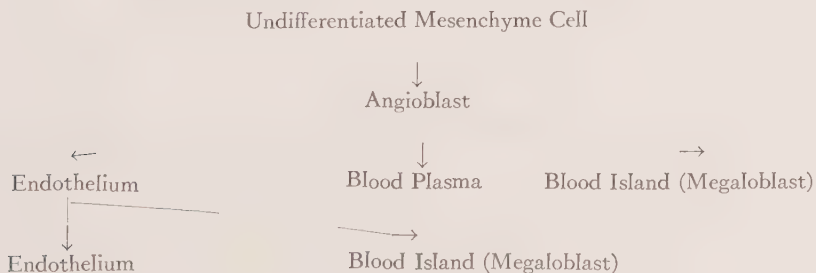 Undifferentiated Mesenchyme Cell
Angioblast
Endothelium Blood Plasma Blood Island (Megaloblast)
Endothelium Blood Island (Megaloblast)